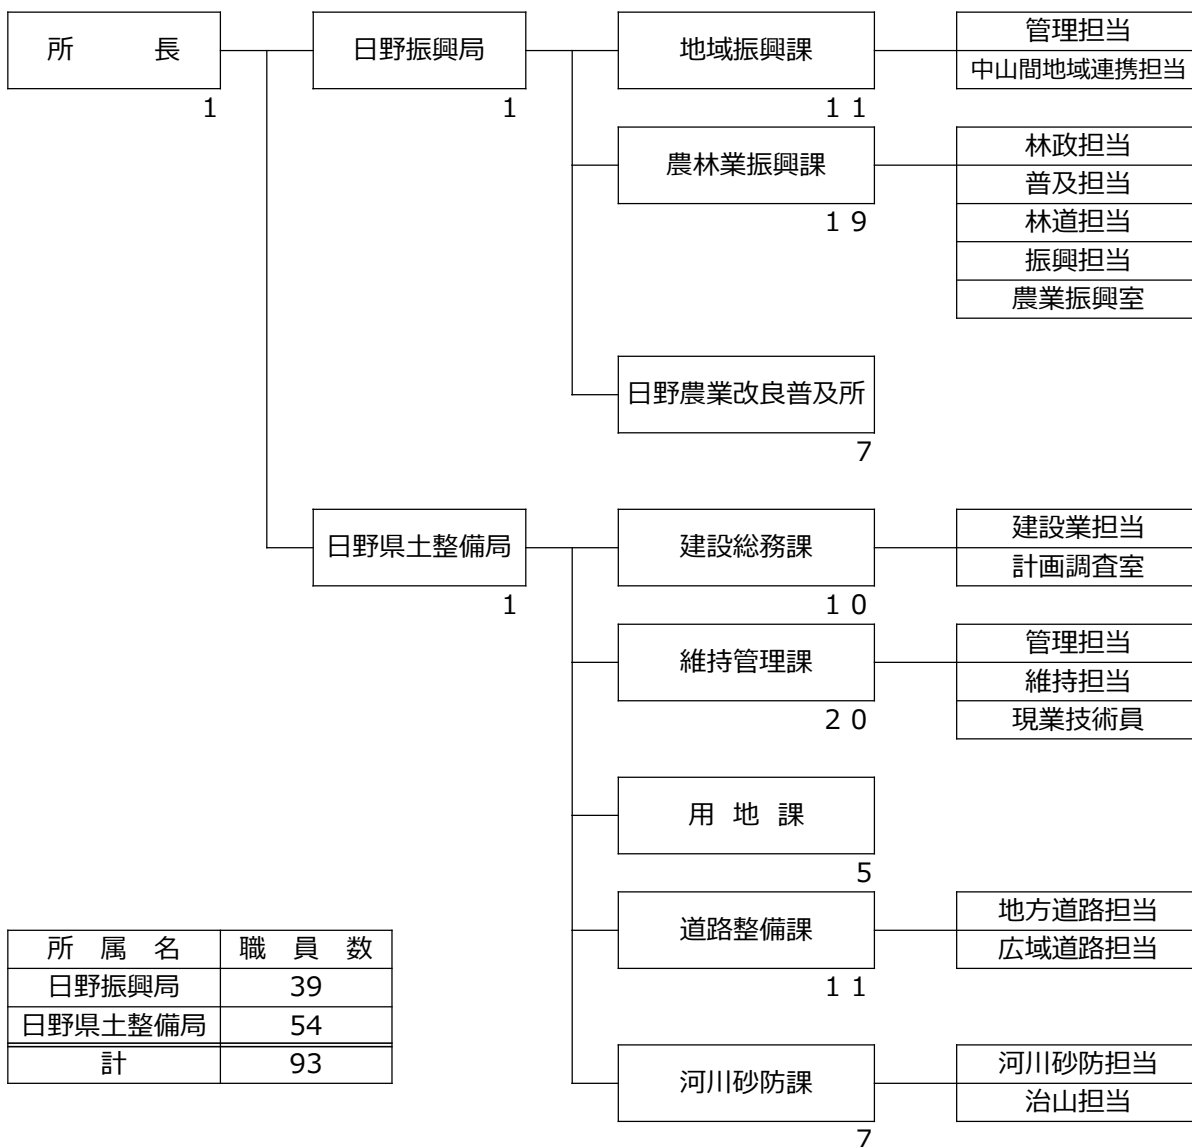 所　　　長
1
日野振興局
1
地域振興課
１１
管理担当
中山間地域連携担当
農林業振興課
１９
林政担当
普及担当
林道担当
振興担当
農業振興室
日野農業改良普及所
7
日野県土整備局
1
建設総務課
１０
建設業担当
計画調査室
維持管理課
２０
管理担当
維持担当
現業技術員
用　地　課
5
道路整備課
１１
地方道路担当
広域道路担当
河川砂防課
7
河川砂防担当
治山担当
所　属　名　職　員　数
日野振興局　39
日野県土整備局　54
計　93